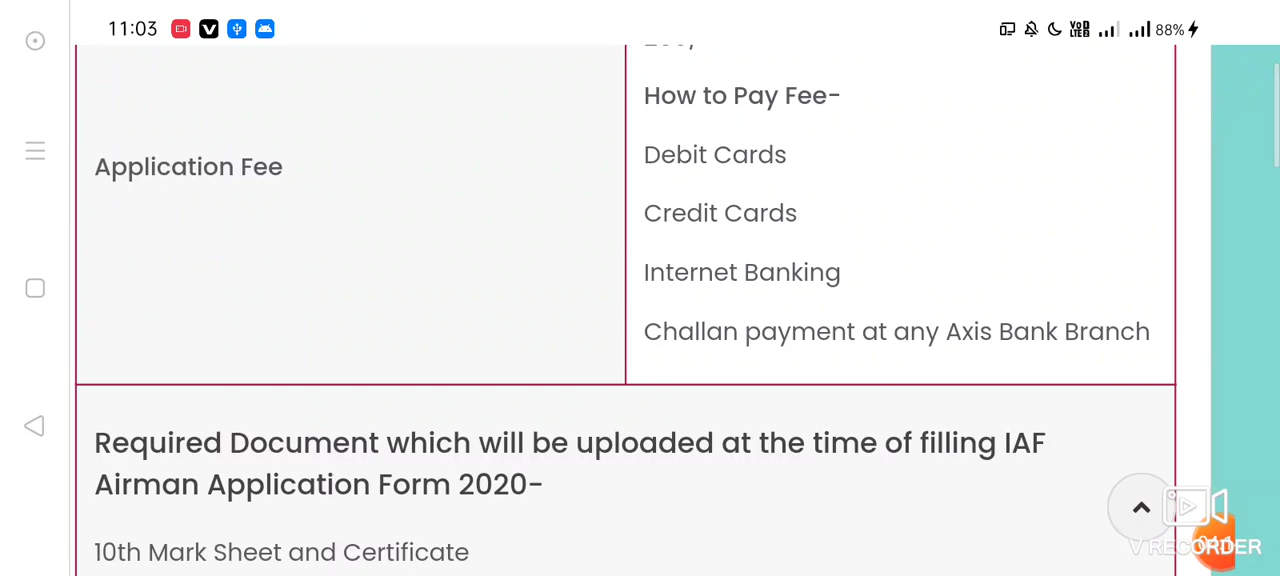 11:03
88%
How to Pay Fee-
Application Fee
Debit Cards
Credit Cards
Internet Banking
Challan payment at any Axis Bank Branch
Required Document which will be uploaded at the time of filling IAF
Airman Application Form 2020-
10th Mark Sheet and Certificate
V RECORDER